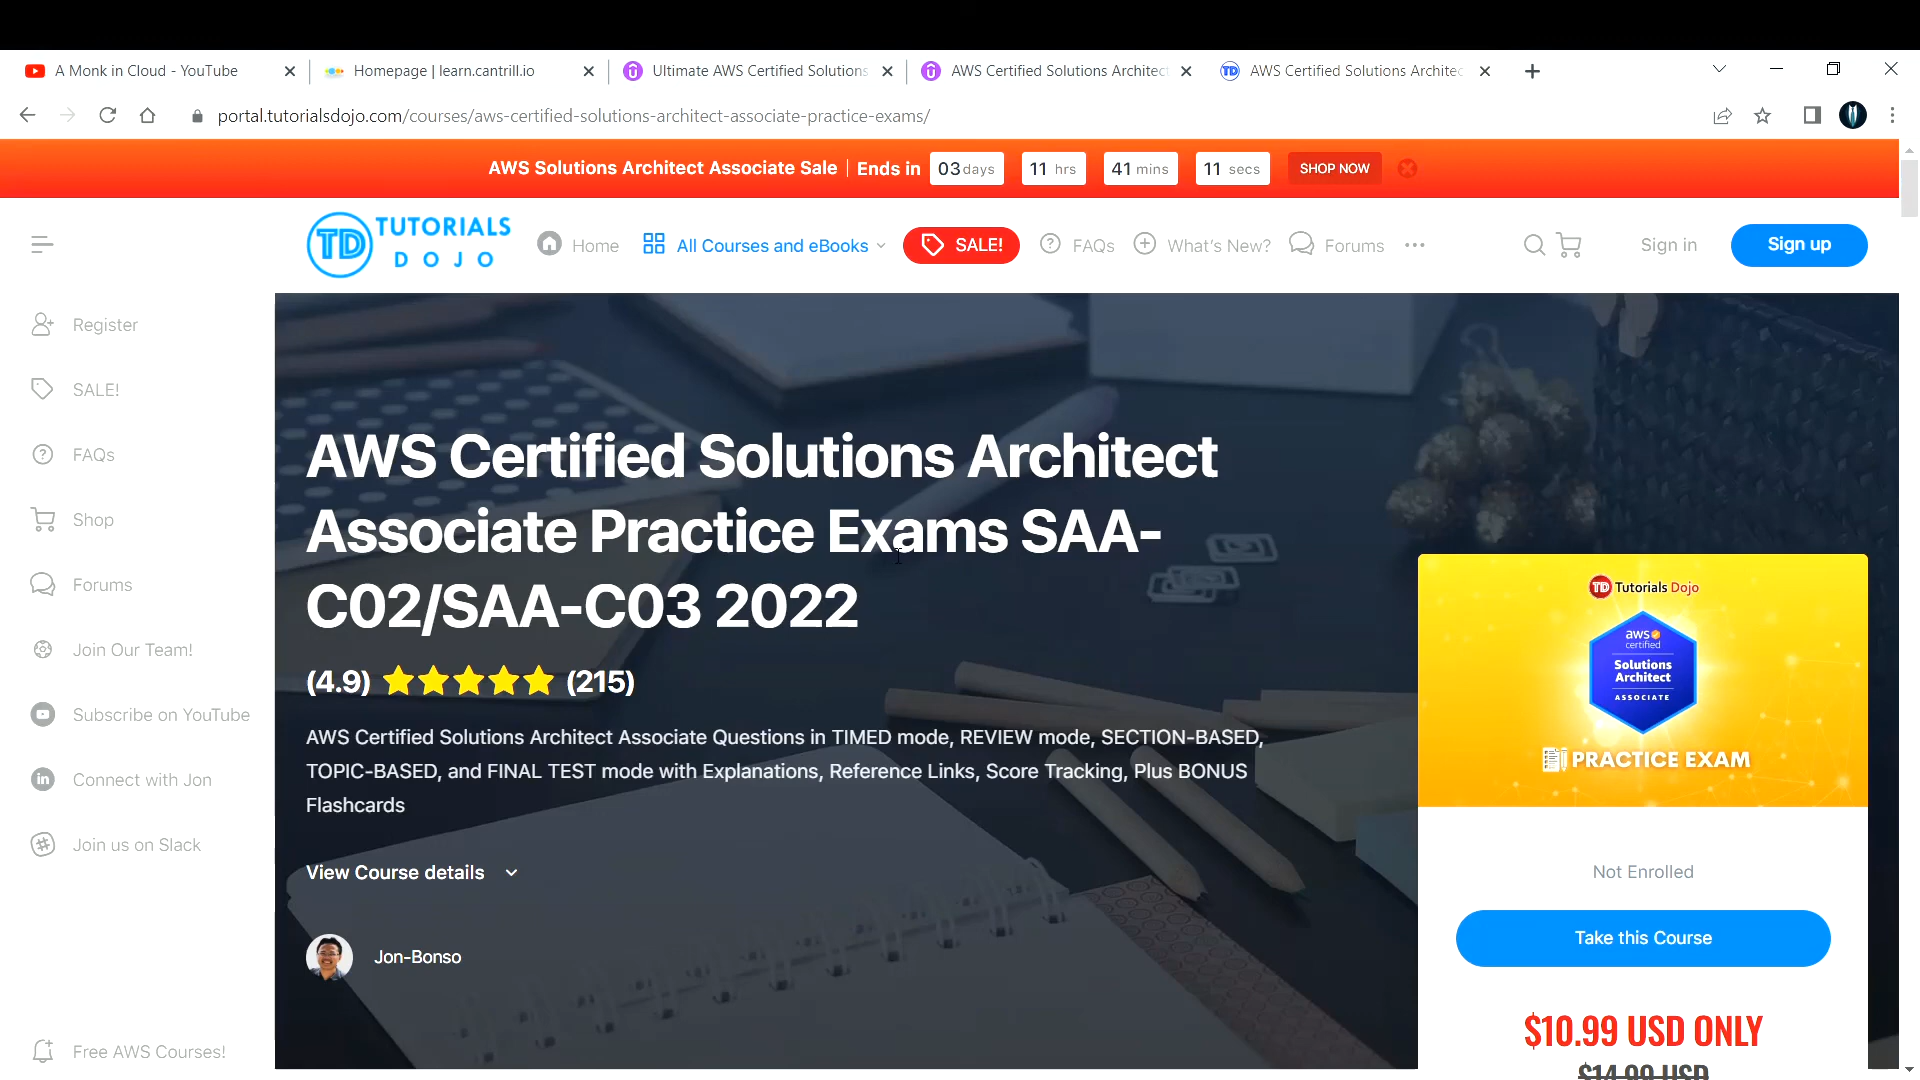 A Monk in Cloud - YouTube
Homepage | learn.cantrill.io
Ultimate AWS Certified Solutions
AWS Certified Solutions Architect
AWS Certified Solutions Architec
portal.tutorialsdojo.com/courses/aws-certified-solutions-architect-associate-practice-exams/
AWS Solutions Architect Associate Sale | Ends in 03 days 11 hrs 41 mins 11 secs SHOP NOW
TD TUTORIALS DOJO
Home
All Courses and eBooks
SALE!
FAQs
What's New?
Forums
Sign in
Sign up
Register
SALE!
FAQs
Shop
Forums
Join Our Team!
Subscribe on YouTube
Connect with Jon
Join us on Slack
Free AWS Courses!
AWS Certified Solutions Architect
Associate Practice Exams SAA-
C02/SAA-C03 2022
(4.9) (215)
AWS Certified Solutions Architect Associate Questions in TIMED mode, REVIEW mode, SECTION-BASED,
TOPIC-BASED, and FINAL TEST mode with Explanations, Reference Links, Score Tracking, Plus BONUS
Flashcards
View Course details
Jon-Bonso
TD Tutorials Dojo
aws
certified
Solutions
Architect
ASSOCIATE
PRACTICE EXAM
Not Enrolled
Take this Course
$10.99 USD ONLY
$14.99 USD